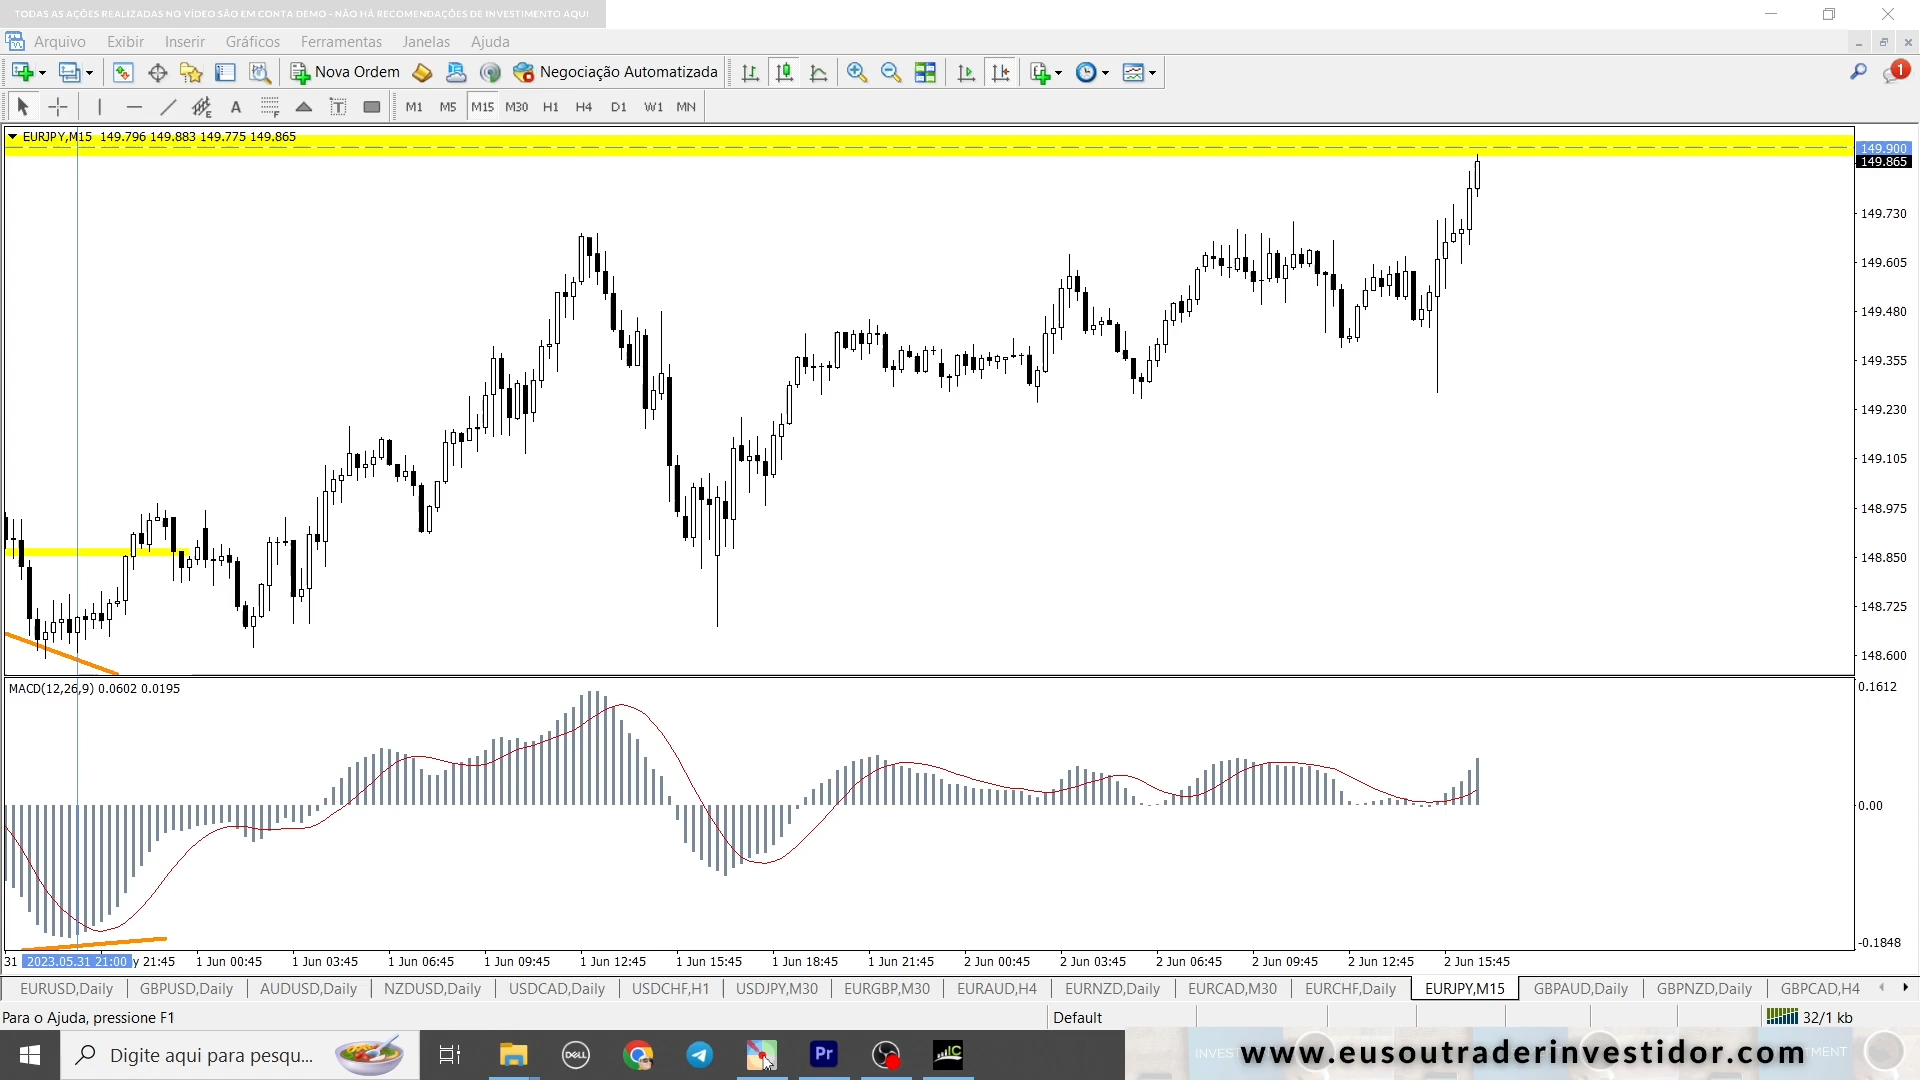 TODAS AS AÇÕES REALIZADAS NO VÍDEO SÃO EM CONTA DEMO - NÃO HÁ RECOMENDAÇÕES DE INVESTIMENTO AQUI
Arquivo Exibir Inserir Gráficos Ferramentas Janelas Ajuda
Nova Ordem Negociação Automatizada 1
A T M1 M5 M15 M30 H1 H4 D1 W1 MN
EURJPY,M15 149.796 149.883 149.775 149.865
149.900
149.865
149.730
149.605
149.480
149.355
149.230
149.105
148.975
148.850
148.725
148.600
MACD(12,26,9) 0.0602 0.0195
0.1612
0.00
-0.1848
31 2023.05.31 21:00 y 21:45 1 Jun 00:45 1 Jun 03:45 1 Jun 06:45 1 Jun 09:45 1 Jun 12:45 1 Jun 15:45 1 Jun 18:45 1 Jun 21:45 2 Jun 00:45 2 Jun 03:45 2 Jun 06:45 2 Jun 09:45 2 Jun 12:45 2 Jun 15:45
EURUSD,Daily GBPUSD,Daily AUDUSD,Daily NZDUSD,Daily USDCAD,Daily USDCHF,H1 USDJPY,M30 EURGBP,M30 EURAUD,H4 EURNZD,Daily EURCAD,M30 EURCHF,Daily EURJPY,M15 GBPAUD,Daily GBPNZD,Daily GBPCAD,H4
Para o Ajuda, pressione F1 Default 32/1 kb
Digite aqui para pesqu... DELL Pr IC www.eusoutraderinvestidor.com